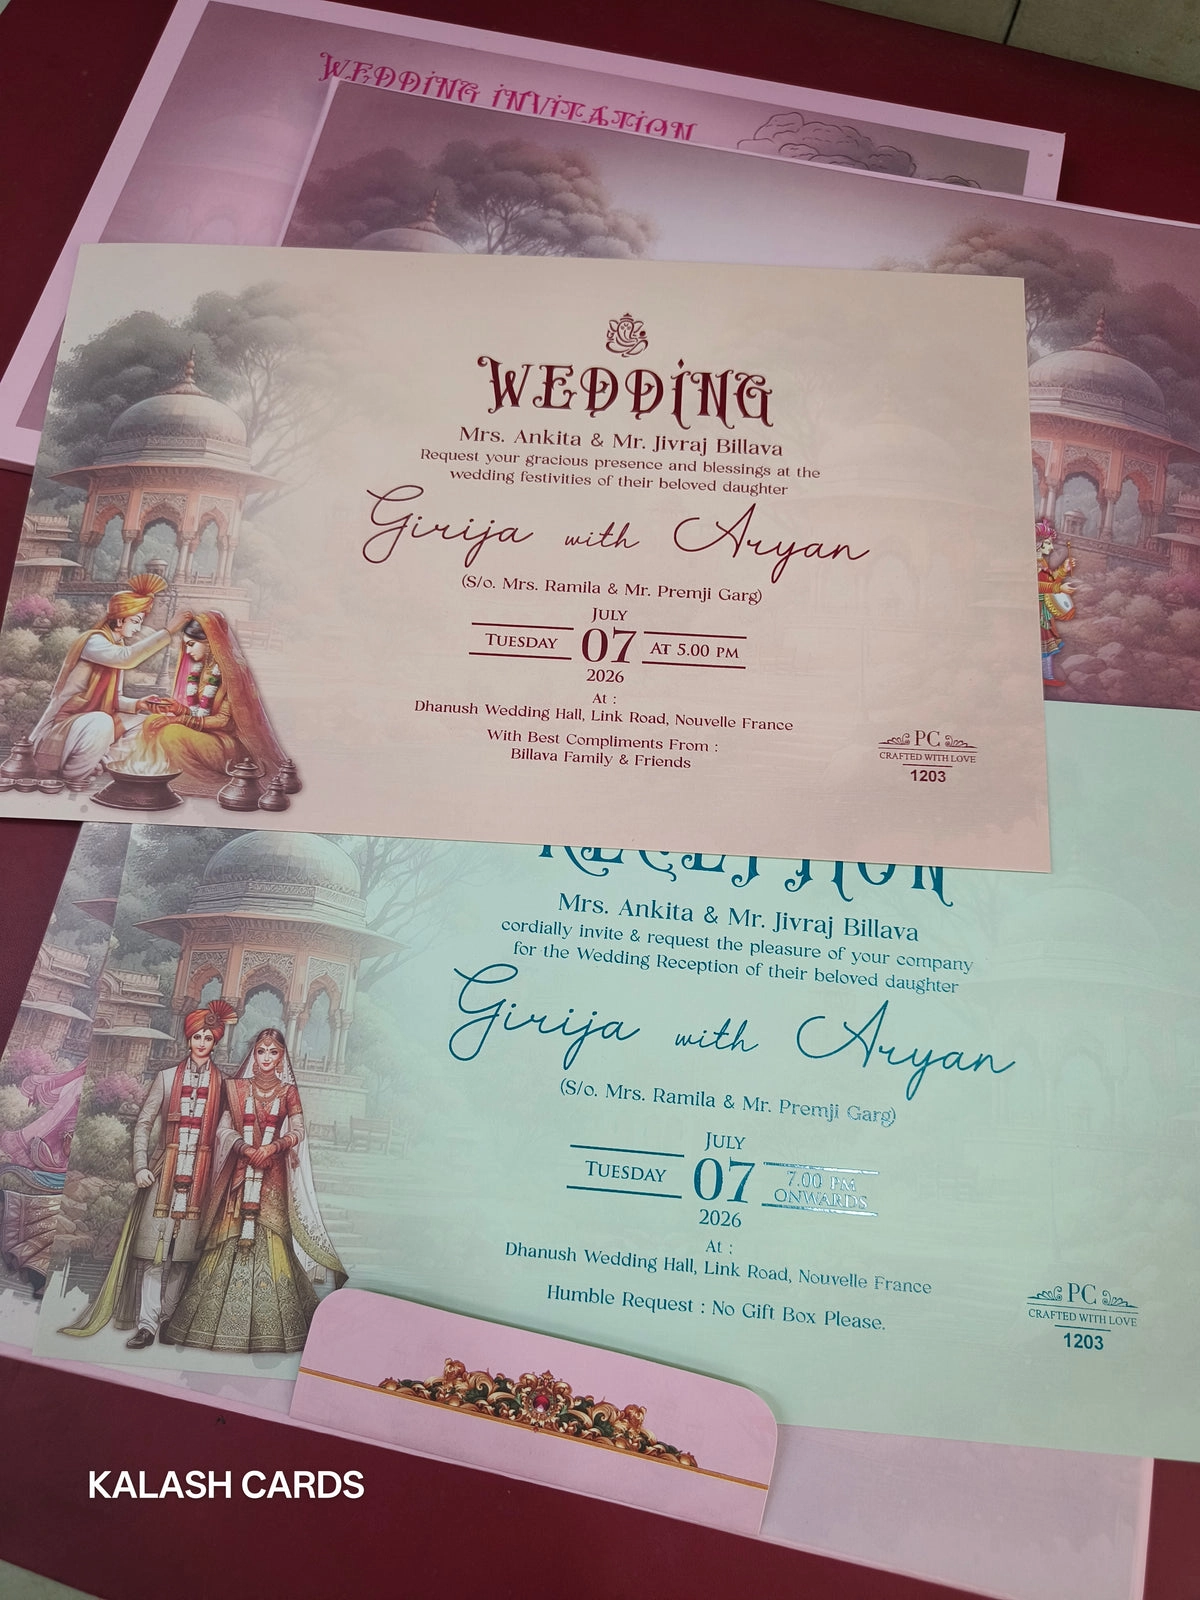 WEDDING INVITATION
WEDDING
Mrs. Ankita & Mr. Jivraj Billava
Request your gracious presence and blessings at the
wedding festivities of their beloved daughter
Girija with Aryan
(S/o. Mrs. Ramila & Mr. Premji Garg)
JULY
TUESDAY 07 AT 5.00 PM
2026
At :
Dhanush Wedding Hall, Link Road, Nouvelle France
With Best Compliments From :
Billava Family & Friends
PC
CRAFTED WITH LOVE
1203
RECEPTION
Mrs. Ankita & Mr. Jivraj Billava
cordially invite & request the pleasure of your company
for the Wedding Reception of their beloved daughter
Girija with Aryan
(S/o. Mrs. Ramila & Mr. Premji Garg)
JULY
TUESDAY 07 7.00 PM
ONWARDS
2026
At :
Dhanush Wedding Hall, Link Road, Nouvelle France
Humble Request : No Gift Box Please.
PC
CRAFTED WITH LOVE
1203
KALASH CARDS